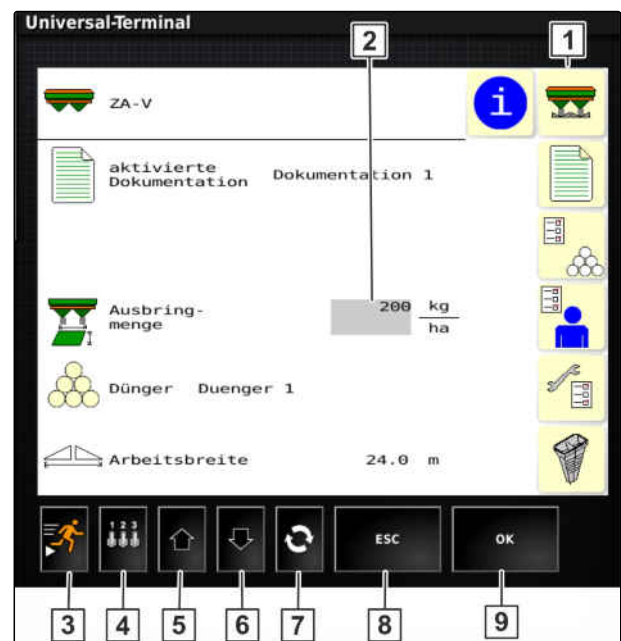 Universal-Terminal
2
1
ZA-V
i
aktivierte
Dokumentation Dokumentation 1
Ausbring-
menge
200 kg
ha
Dünger Duenger 1
Arbeitsbreite 24.0 m
1 2 3
ESC
OK
3
4
5
6
7
8
9